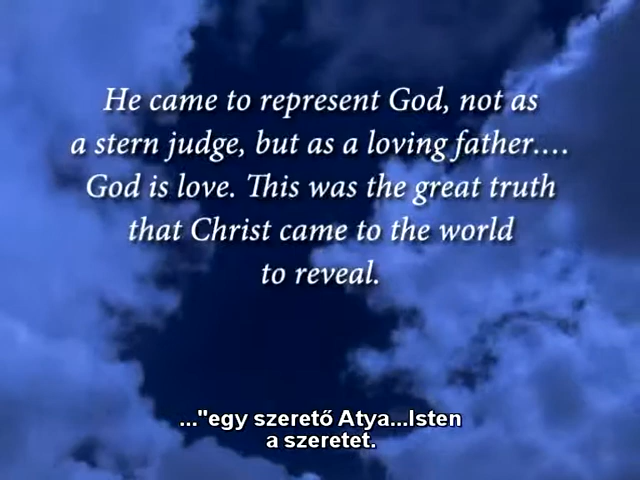 He came to represent God, not as
a stern judge, but as a loving father....
God is love. This was the great truth
that Christ came to the world
to reveal.
..."egy szerető Atya...Isten
a szeretet.